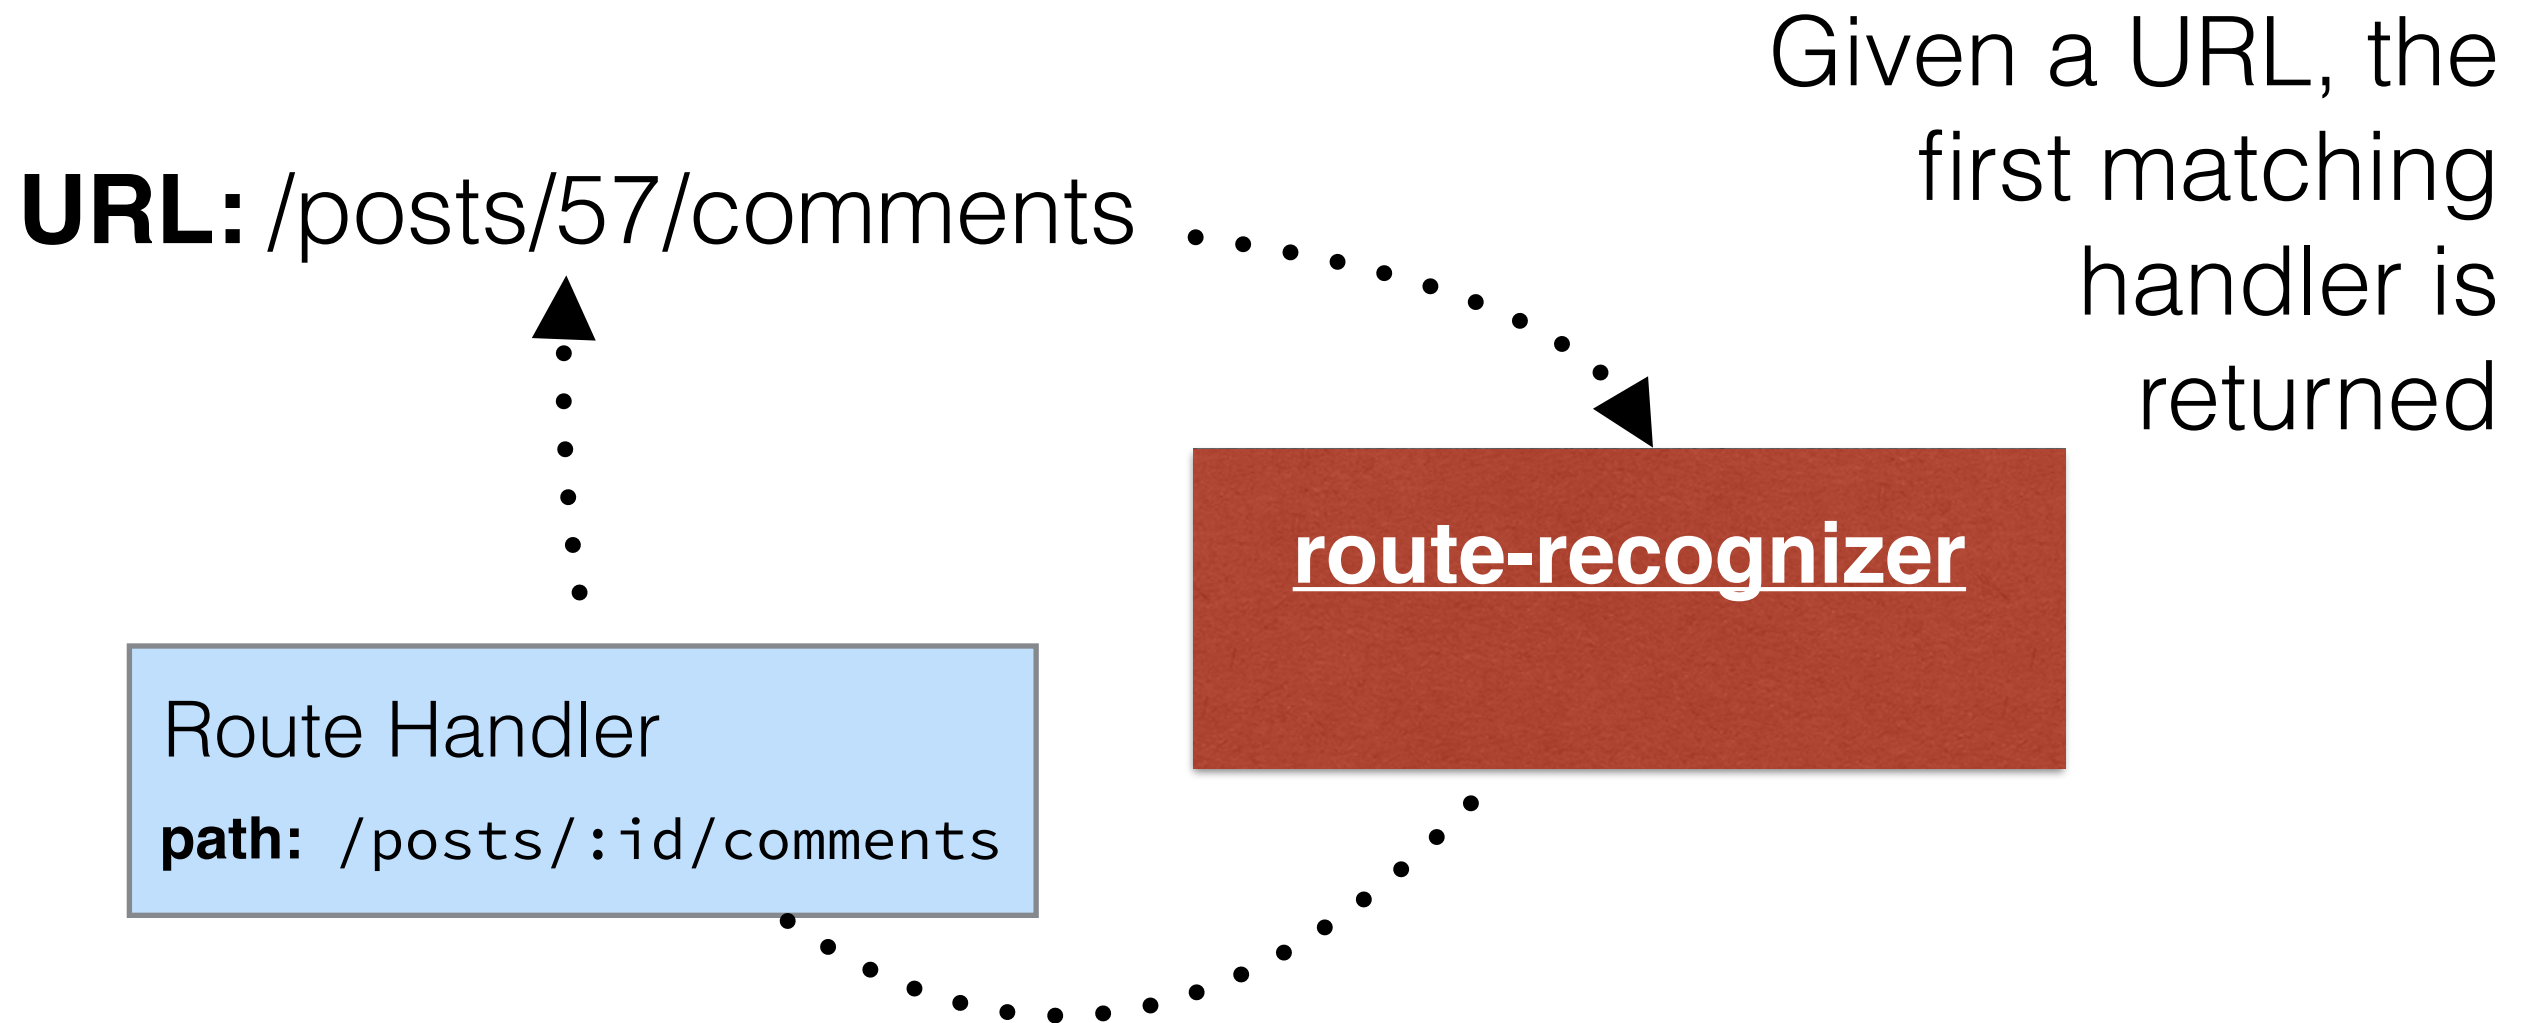 Given a URL, the
first matching
handler is
returned
URL: /posts/57/comments
route-recognizer
Route Handler
path: /posts/:id/comments